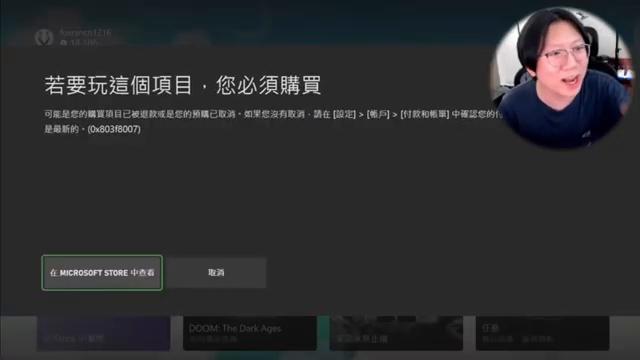 若要玩這個項目，您必須購買
可能是您的購買項目已被退款或是您的預購已取消。如果您沒有取消，請在 [設定] > [帳戶] > [付款和帳單] 中確認您的付
是最新的。(0x803f8007)
在 MICROSOFT STORE 中查看
取消
DOOM: The Dark Ages
任意